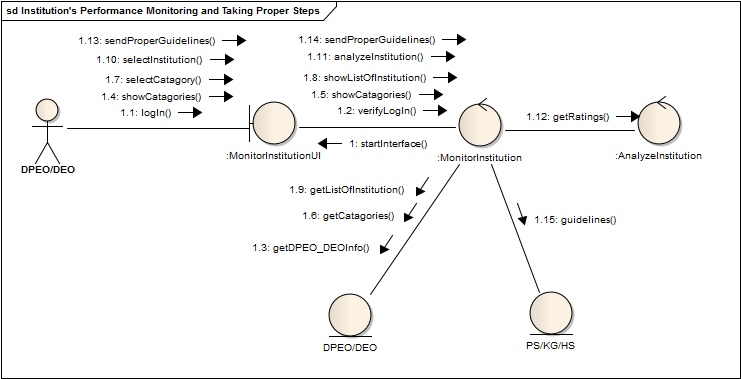 sd Institution's Performance Monitoring and Taking Proper Steps
1.13: sendProperGuidelines()
1.10: selectInstitution()
1.7: selectCatagory()
1.4: showCatagories()
1.1: logIn()
1.14: sendProperGuidelines()
1.11: analyzeInstitution()
1.8: showListOfInstitution()
1.5: showCatagories()
1.2: verifyLogIn()
1.12: getRatings()
1: startInterface()
DPEO/DEO
:MonitorInstitutionUI
:MonitorInstitution
:AnalyzeInstitution
1.9: getListOfInstitution()
1.6: getCatagories()
1.3: getDPEO_DEOInfo()
1.15: guidelines()
DPEO/DEO
PS/KG/HS